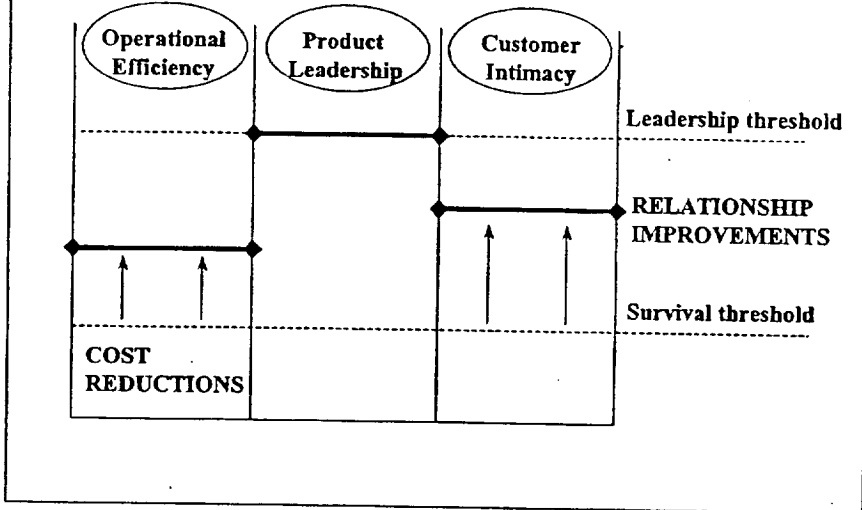 Operational
Efficiency
Product
Leadership
Customer
Intimacy
Leadership threshold
RELATIONSHIP
IMPROVEMENTS
Survival threshold
COST
REDUCTIONS